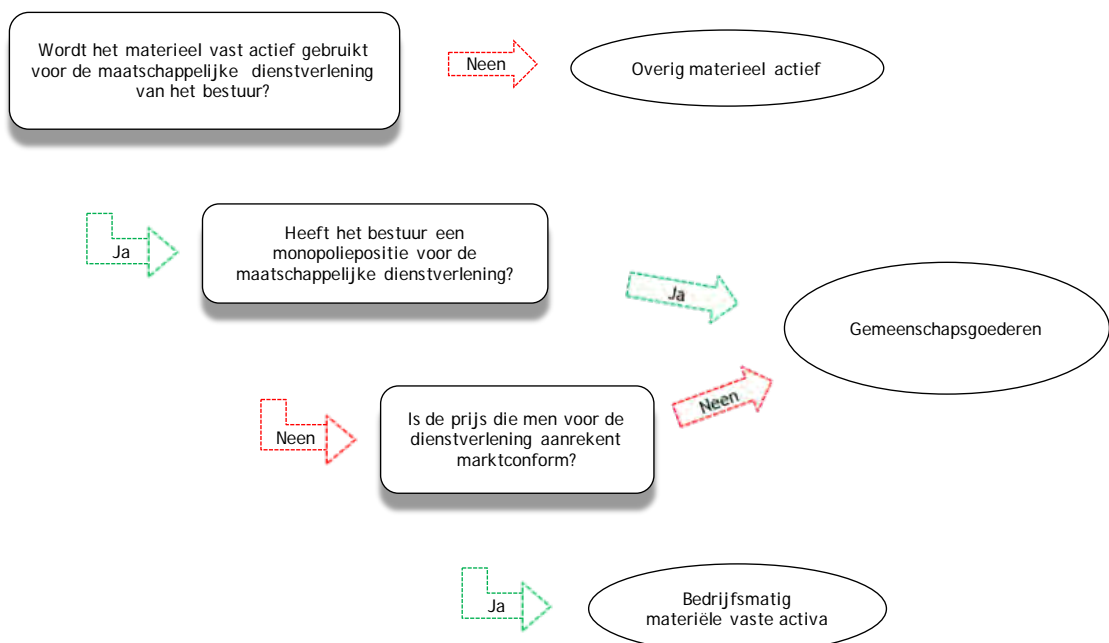 Wordt het materieel vast actief gebruikt
voor de maatschappelijke dienstverlening
van het bestuur?
Neen
Overig materieel actief
Ja
Heeft het bestuur een
monopoliepositie voor de
maatschappelijke dienstverlening?
Ja
Gemeenschapsgoederen
Neen
Is de prijs die men voor de
dienstverlening aanrekent
marktconform?
Neen
Ja
Bedrijfsmatig
materiële vaste activa